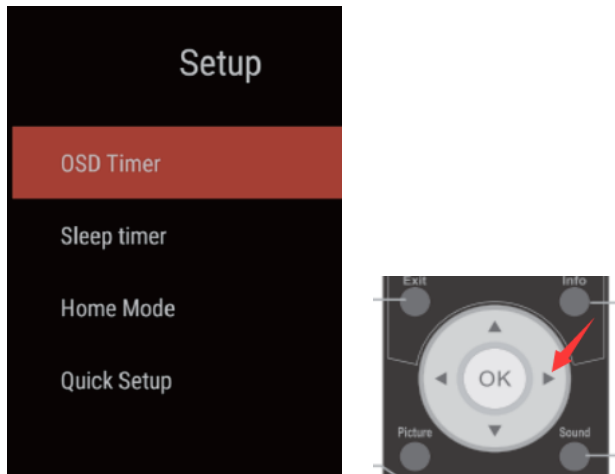 Setup
OSD Timer
Sleep timer
Home Mode
Quick Setup
Exit
Info
OK
Picture
Sound